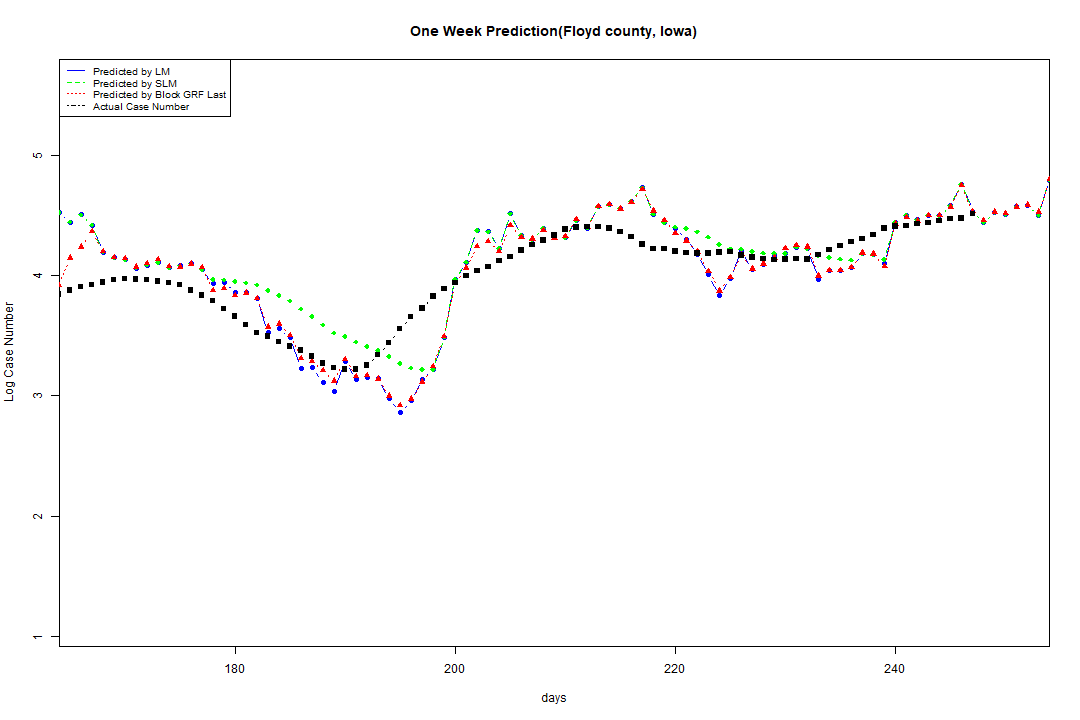 One Week Prediction(Floyd county, Iowa)
Predicted by LM
Predicted by SLM
Predicted by Block GRF Last
Actual Case Number
5
4
3
2
1
Log Case Number
180 200 220 240
days